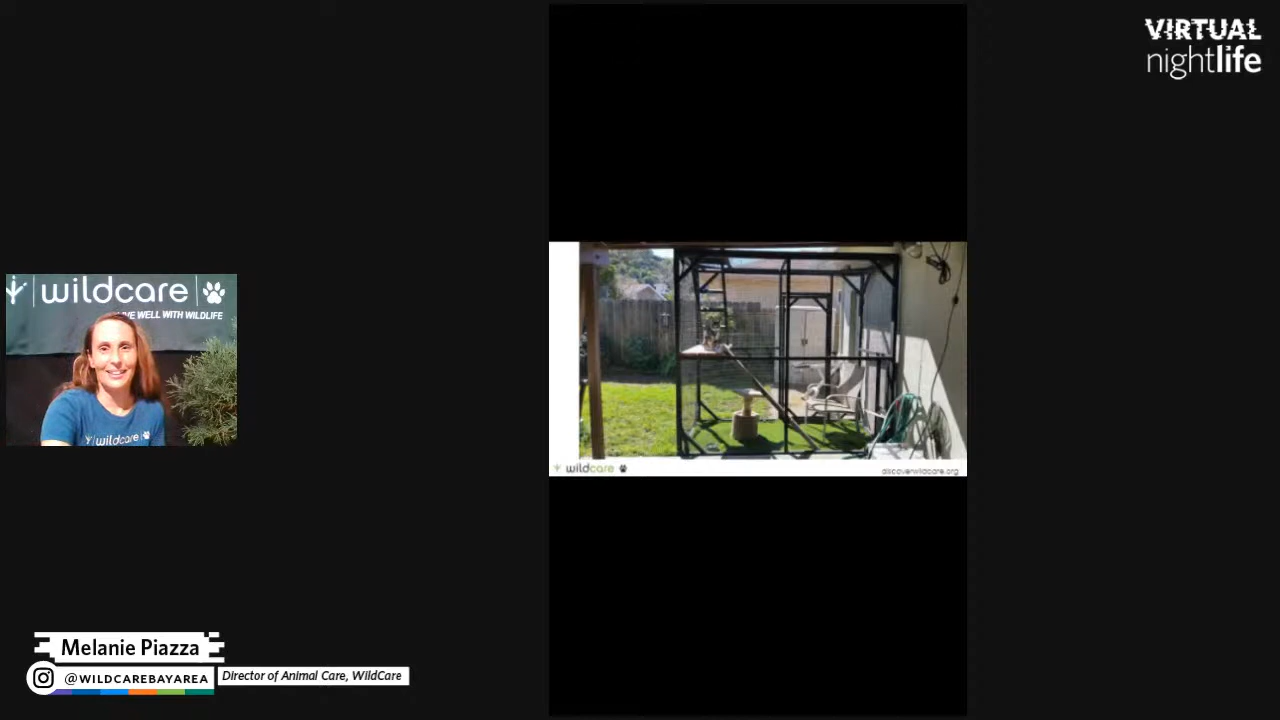 VIRTUAL
nightlife
wildcare
LIVE WELL WITH WILDLIFE
wildcare
wildcare
discoverwildcare.org
Melanie Piazza
@WILDCAREBAYAREA
Director of Animal Care, WildCare